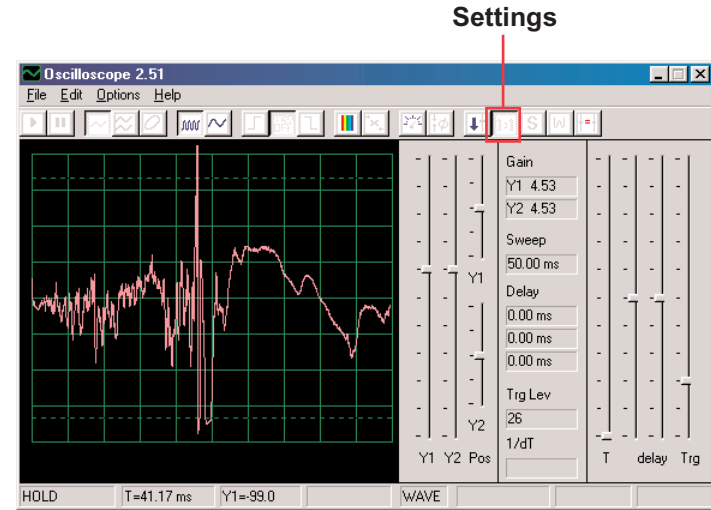 Settings
Oscilloscope 2.51
File Edit Options Help
Gain
Y1 4.53
Y2 4.53
Sweep
50.00 ms
Y1
Delay
0.00 ms
0.00 ms
0.00 ms
Trg Lev
26
Y2
1/dT
Y1 Y2 Pos
T delay Trg
HOLD T=41.17 ms Y1=-99.0 WAVE